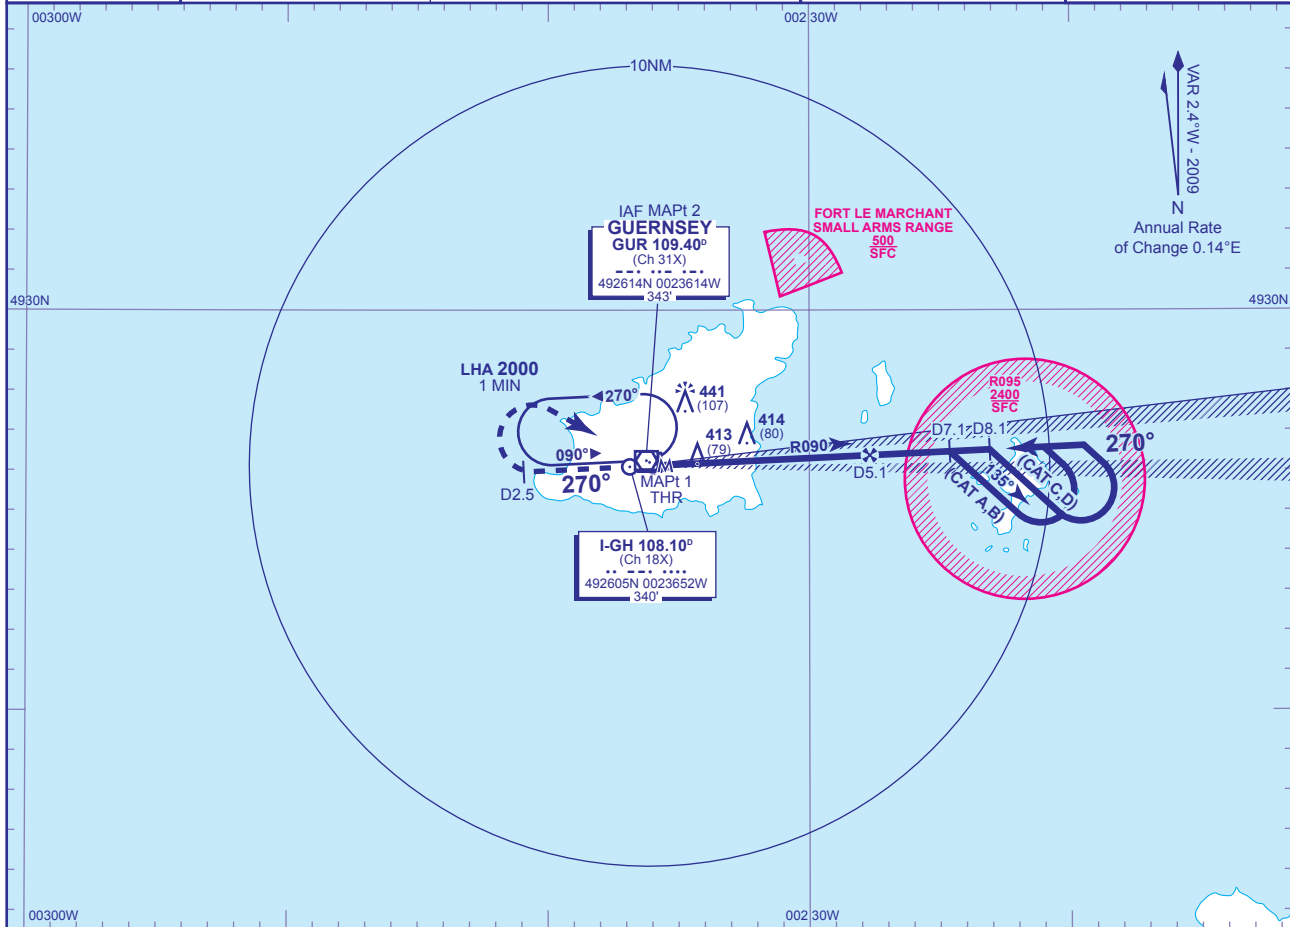 00300W
002 30W
10NM
VAR 2.4°W - 2009
N
Annual Rate
of Change 0.14°E
IAF MAPt 2
GUERNSEY
GUR 109.40ᴰ
(Ch 31X)
492614N 0023614W
343'
FORT LE MARCHANT
SMALL ARMS RANGE
500
SFC
4930N
4930N
LHA 2000
1 MIN
270°
441
(107)
414
(80)
413
(79)
R095
2400
SFC
D7.1
D8.1
R090
270°
090°
D5.1
135°
(CAT A,B)
(CAT C,D)
D2.5
270°
M
MAPt 1
THR
I-GH 108.10ᴰ
(Ch 18X)
492605N 0023652W
340'
00300W
002 30W